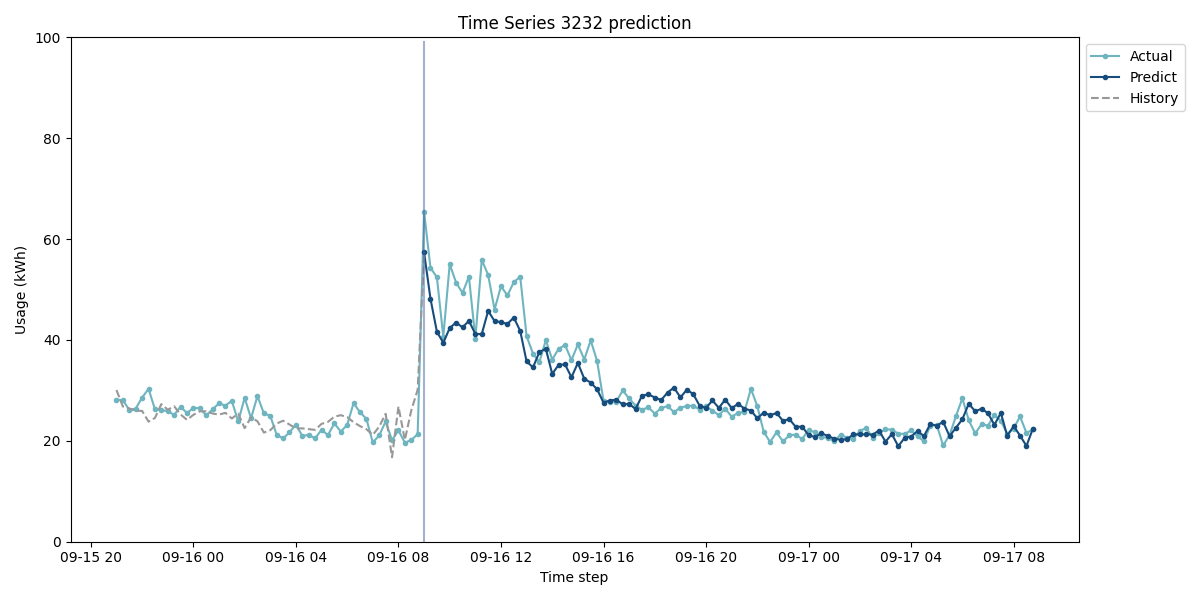 Time Series 3232 prediction
100
80
60
40
20
0
Usage (kWh)
09-15 20
09-16 00
09-16 04
09-16 08
09-16 12
09-16 16
09-16 20
09-17 00
09-17 04
09-17 08
Time step
Actual
Predict
History